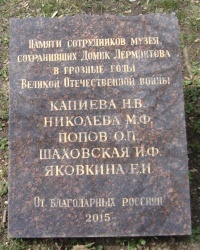 Памяти сотрудников музея,
сохранивших Домик Лермонтова
в грозные годы
Великой Отечественной войны
КАПИЕВА Н.В.
НИКОЛЕВА М.Ф.
ПОПОВ О.П.
ШАХОВСКАЯ И.Ф.
ЯКОВКИНА Е.И.
От благодарных россиян
2015